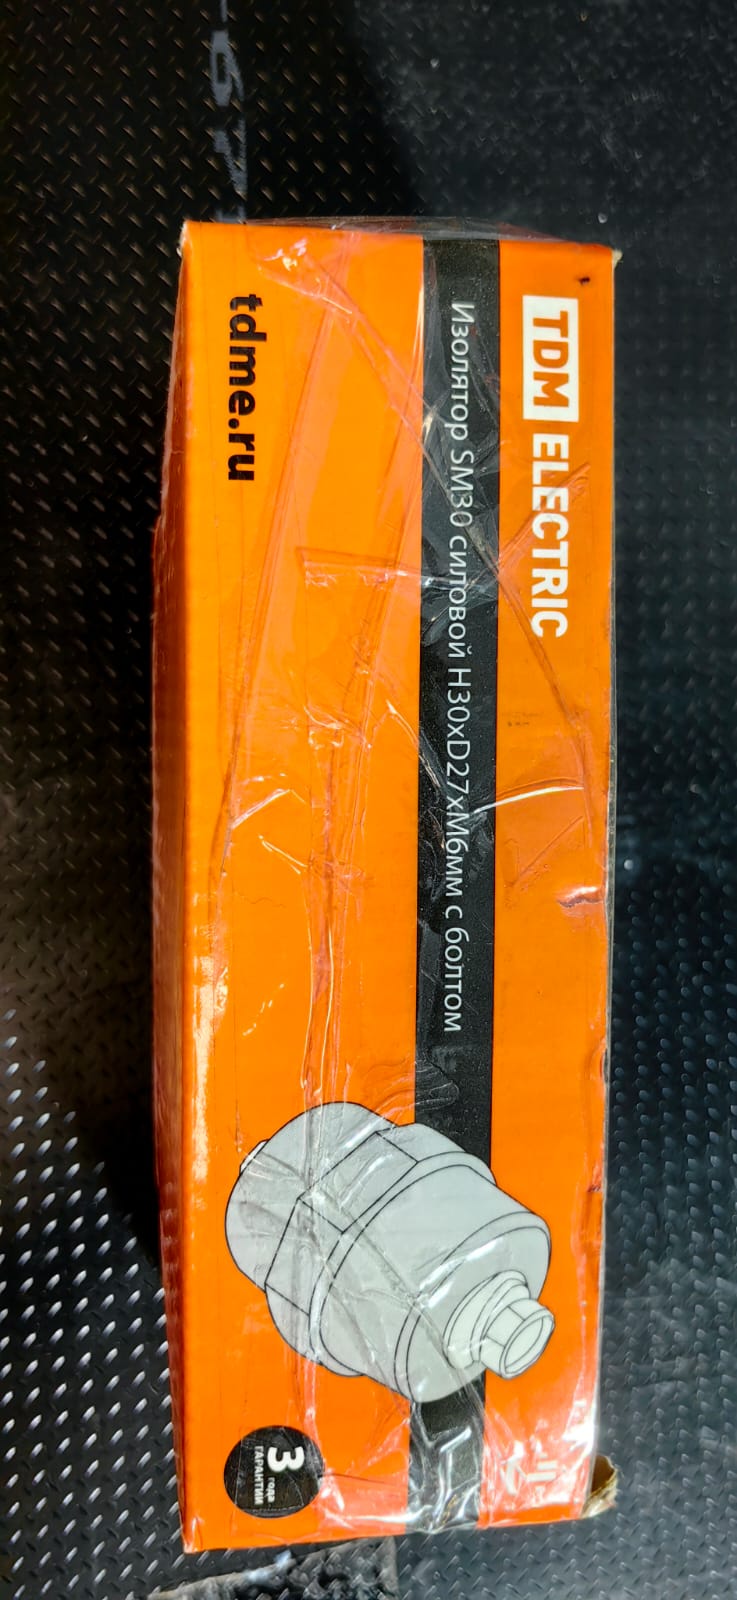 TDM ELECTRIC
Изолятор SM30 силовой H30xD27xM6мм с болтом
tdme.ru
3
года
ГАРАНТИИ